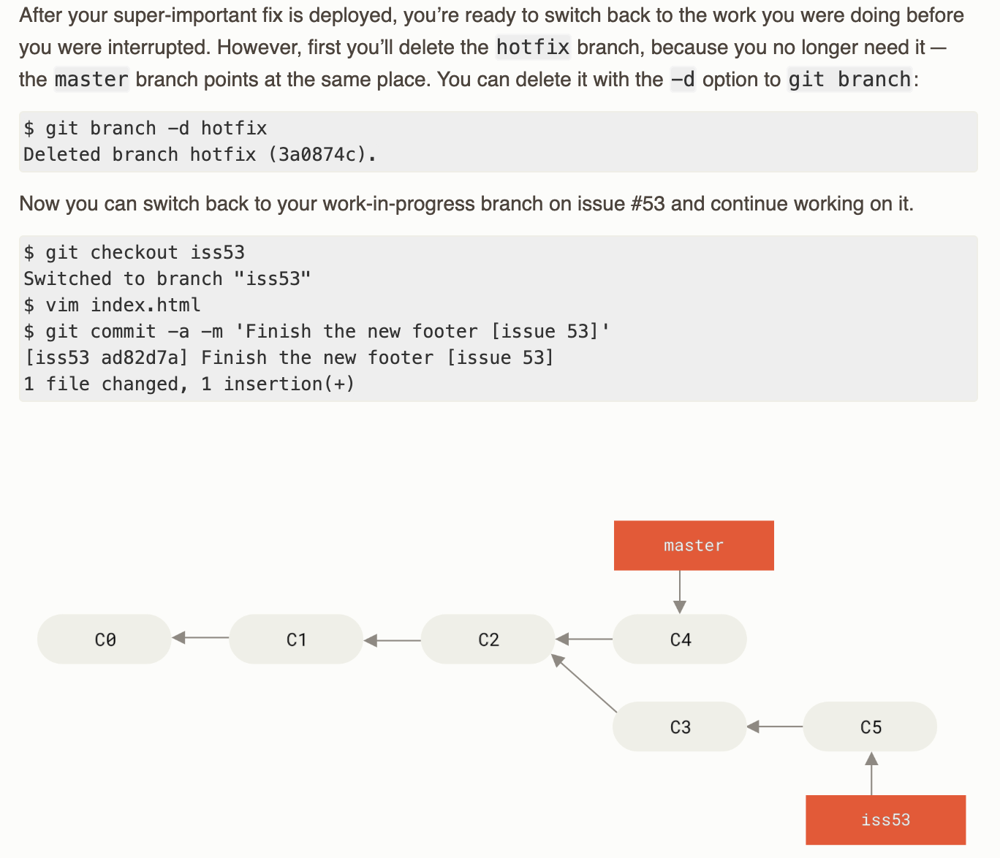 After your super-important fix is deployed, you’re ready to switch back to the work you were doing before
you were interrupted. However, first you’ll delete the hotfix branch, because you no longer need it —
the master branch points at the same place. You can delete it with the -d option to git branch:
$ git branch -d hotfix
Deleted branch hotfix (3a0874c).
Now you can switch back to your work-in-progress branch on issue #53 and continue working on it.
$ git checkout iss53
Switched to branch "iss53"
$ vim index.html
$ git commit -a -m 'Finish the new footer [issue 53]'
[iss53 ad82d7a] Finish the new footer [issue 53]
1 file changed, 1 insertion(+)
master
C0
C1
C2
C4
C3
C5
iss53